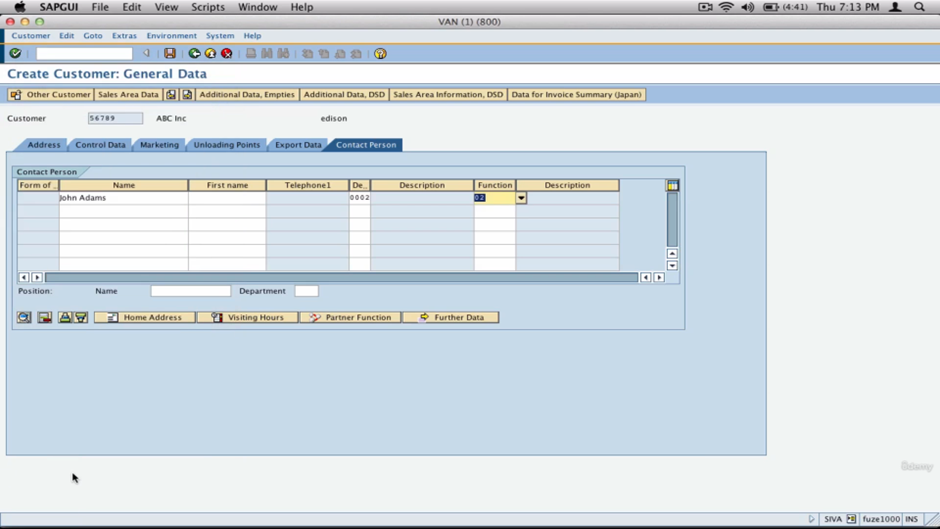 SAPGUI File Edit View Scripts Window Help (4:41) Thu 7:13 PM
VAN (1) (800)
Customer Edit Goto Extras Environment System Help
Create Customer: General Data
Other Customer Sales Area Data Additional Data, Empties Additional Data, DSD Sales Area Information, DSD Data for Invoice Summary (Japan)
Customer 56789 ABC Inc edison
Address Control Data Marketing Unloading Points Export Data Contact Person
Contact Person
Form of .. Name First name Telephone1 De.. Description Function Description
John Adams 0002 02
Position: Name Department
Home Address Visiting Hours Partner Function Further Data
Udemy
SIVA fuze1000 INS